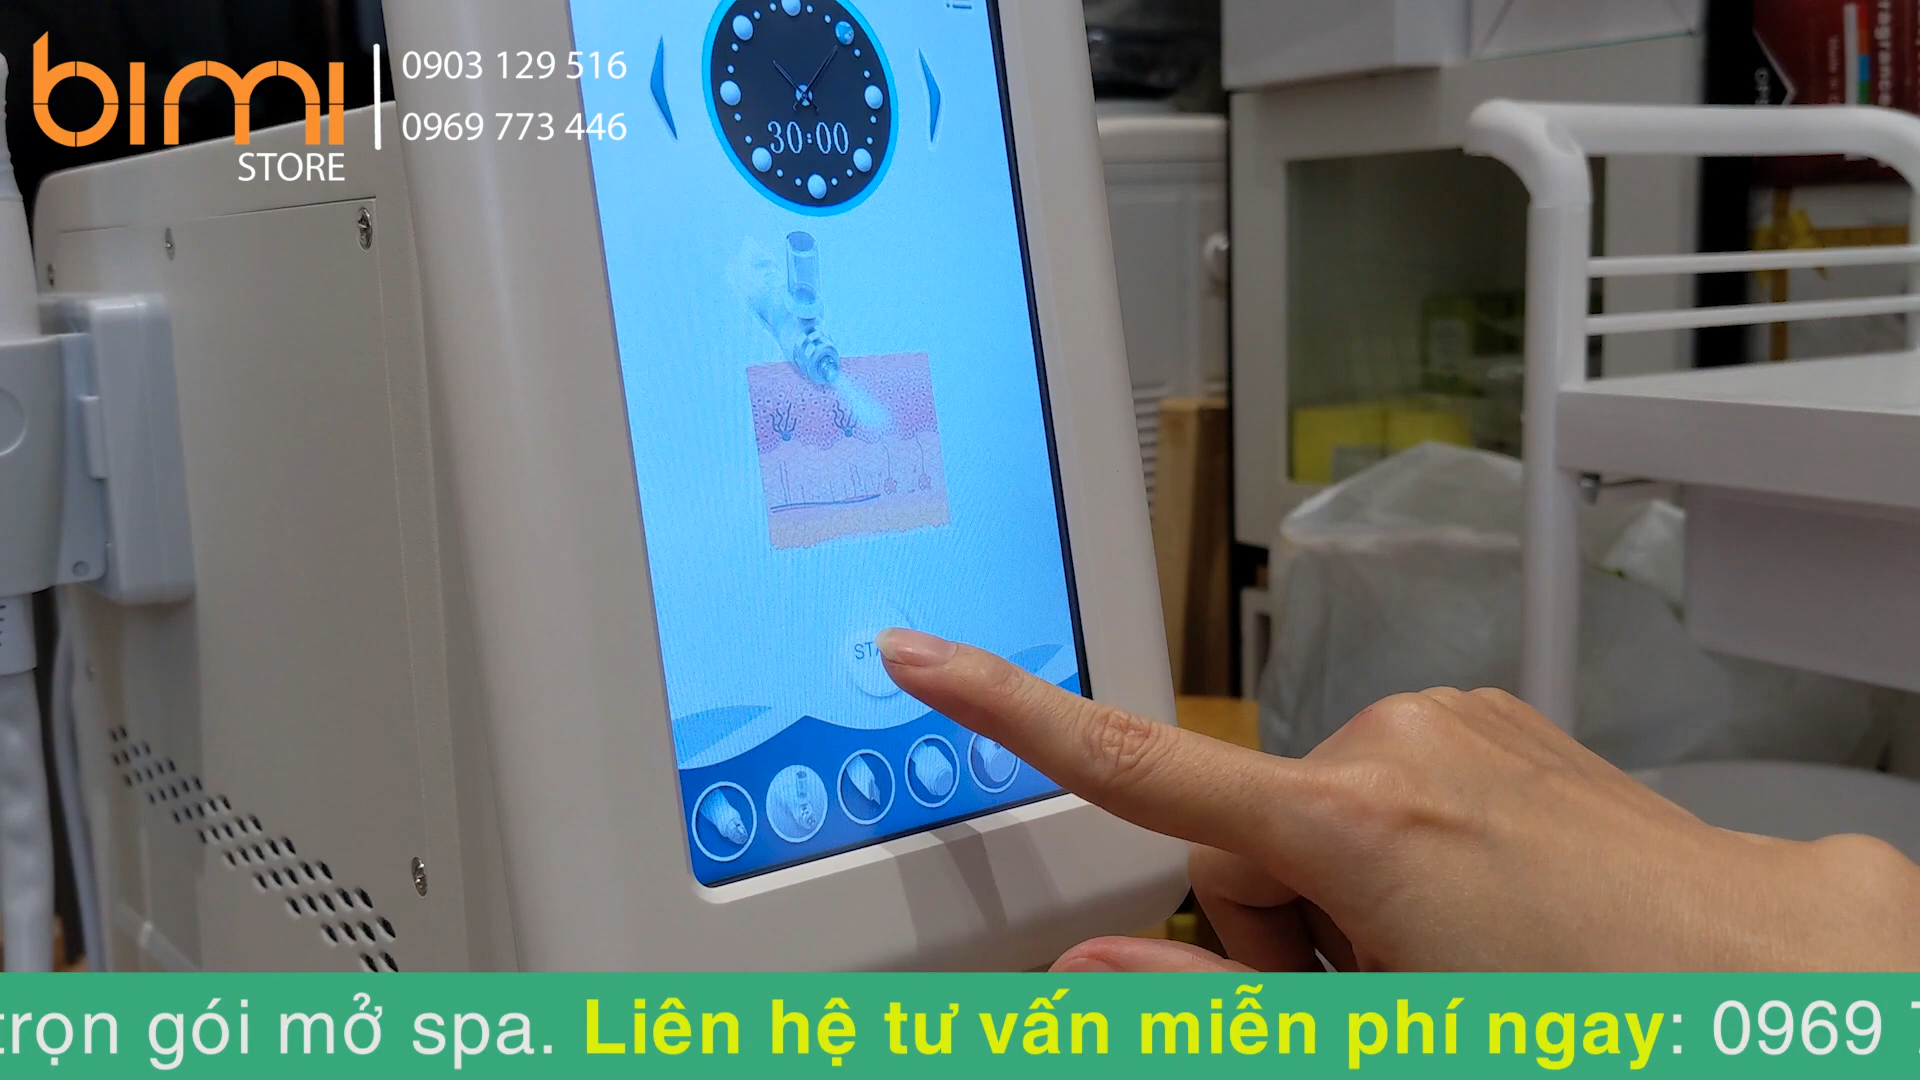 bimi
STORE
0903 129 516
0969 773 446
30:00
trọn gói mở spa. Liên hệ tư vấn miễn phí ngay: 0969